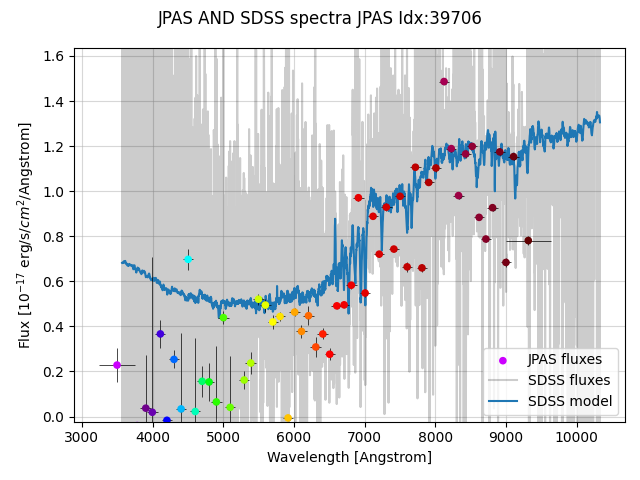 JPAS AND SDSS spectra JPAS Idx:39706
Flux [10⁻¹⁷ erg/s/cm²/Angstrom]
1.6
1.4
1.2
1.0
0.8
0.6
0.4
0.2
0.0
JPAS fluxes
SDSS fluxes
SDSS model
3000 4000 5000 6000 7000 8000 9000 10000
Wavelength [Angstrom]